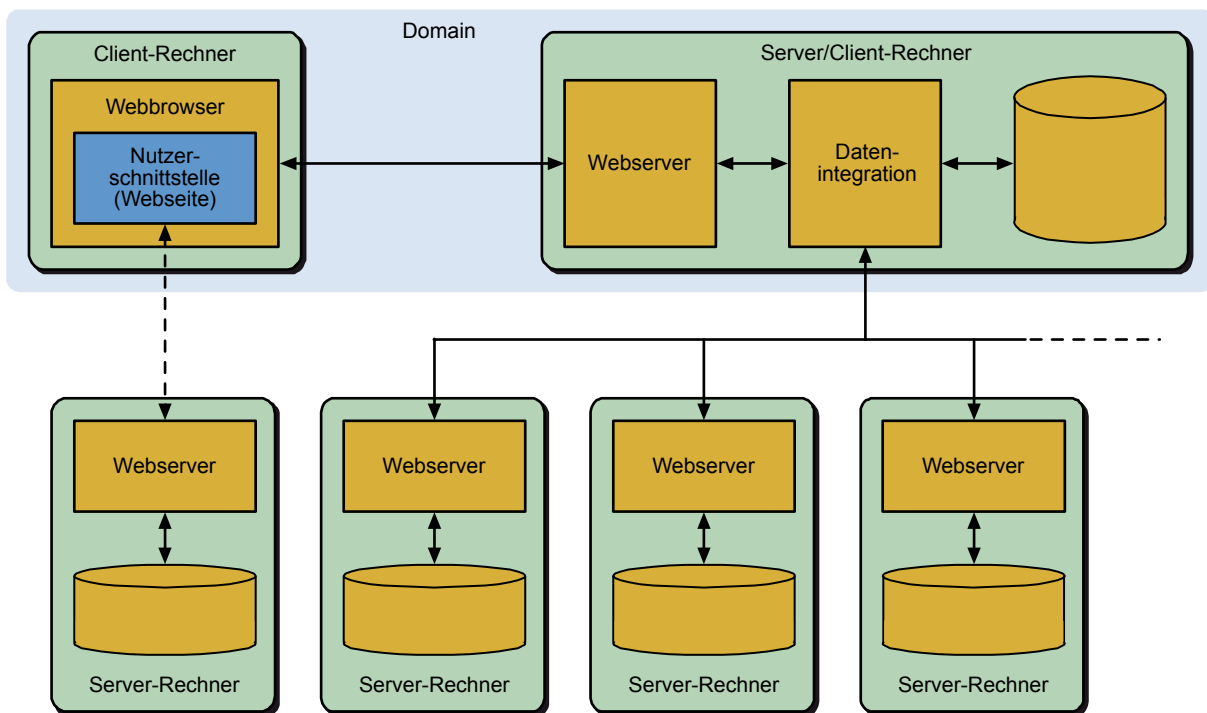 Domain
Client-Rechner
Webbrowser
Nutzer-
schnittstelle
(Webseite)
Server/Client-Rechner
Webserver
Daten-
integration
Webserver
Server-Rechner
Webserver
Server-Rechner
Webserver
Server-Rechner
Webserver
Server-Rechner